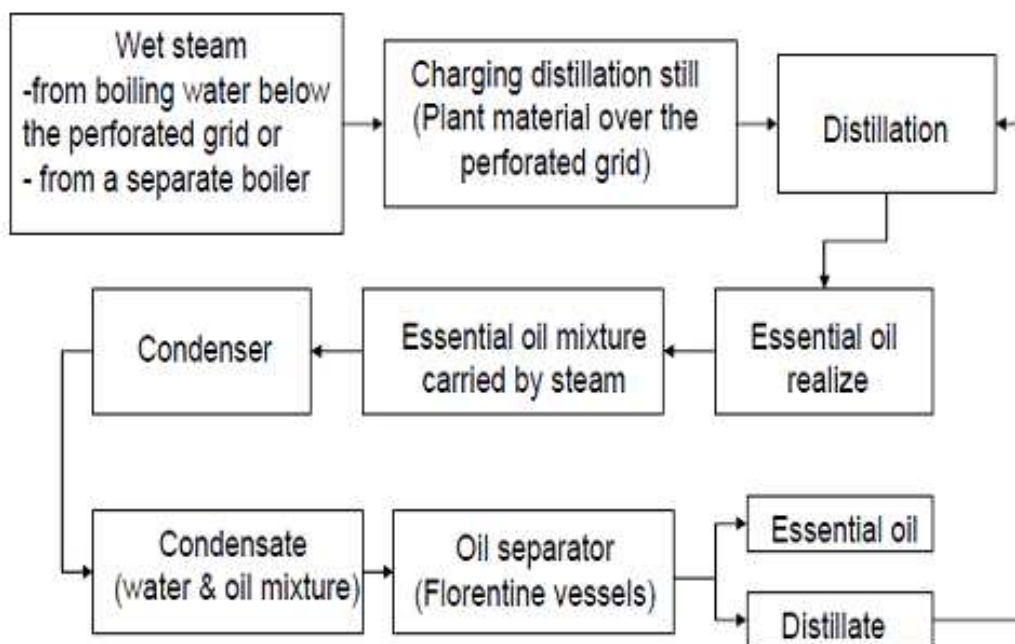 Wet steam
-from boiling water below
the perforated grid or
- from a separate boiler
Charging distillation still
(Plant material over the
perforated grid)
Distillation
Essential oil
realize
Essential oil mixture
carried by steam
Condenser
Condensate
(water & oil mixture)
Oil separator
(Florentine vessels)
Essential oil
Distillate